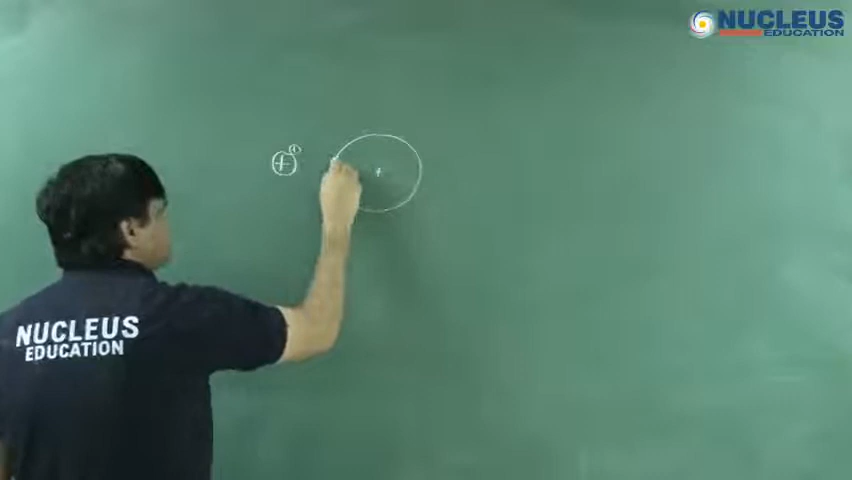 NUCLEUS
EDUCATION
+ +
+
NUCLEUS
EDUCATION